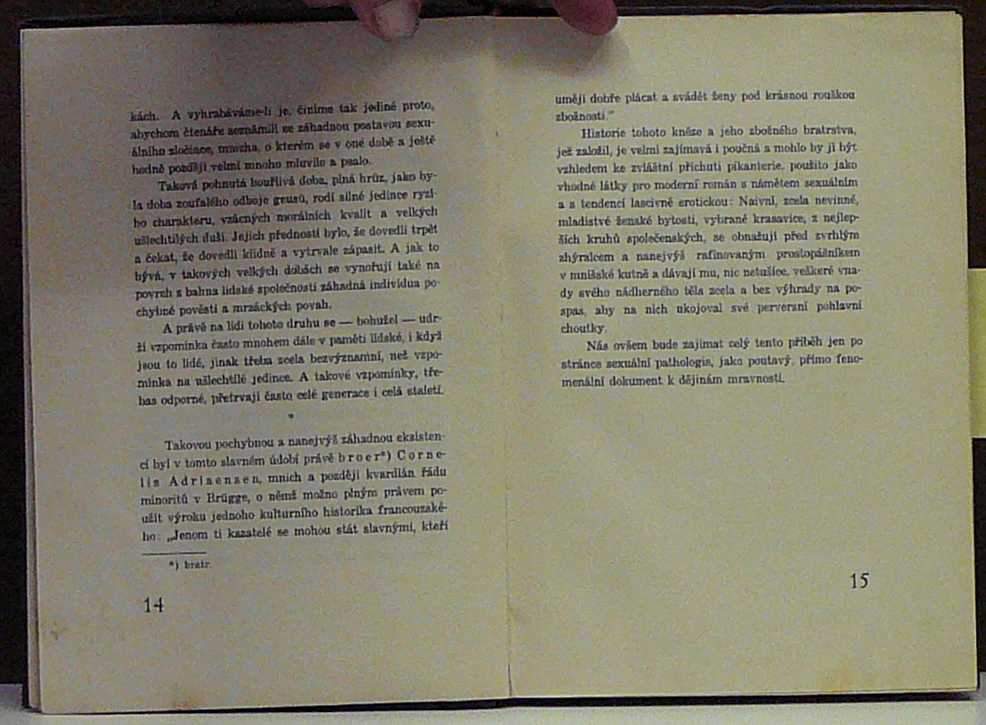 kách. A vyhrabáváme-li je, činíme tak jedině proto,
abychom čtenáře seznámili se záhadnou postavou sexu-
álního zločince, mnicha, o kterém se v oné době a ještě
hodně později velmi mnoho mluvilo a psalo.
Taková pohnutá bouřlivá doba, plná hrůz, jako by-
la doba zoufalého odboje geusů, rodí silné jedince ryzí-
ho charakteru, vzácných morálních kvalit a velkých
ušlechtilých duší. Jejich předností bylo, že dovedli trpět
a čekat, že dovedli klidně a vytrvale zápasit. A jak to
bývá, v takových velkých dobách se vynořují také na
povrch s bahna lidské společnosti záhadná individua po-
chybné pověsti a mrzáckých povah.
A právě na lidi tohoto druhu se — bohužel — udr-
ží vzpomínka často mnohem dále v paměti lidské, i když
jsou to lidé, jinak třeba zcela bezvýznamní, než vzpo-
mínka na ušlechtilé jedince. A takové vzpomínky, tře-
bas odporné, přetrvají často celé generace i celá staletí.
*
Takovou pochybnou a nanejvýš záhadnou eksisten-
cí byl v tomto slavném údobí právě broer*) Corne-
lis Adriaensen, mnich a později kvardián řádu
minoritů v Brügge, o němž možno plným právem po-
užít výroku jednoho kulturního historika francouzské-
ho: „Jenom ti kazatelé se mohou stát slavnými, kteří
*) bratr.
14
umějí dobře plácat a svádět ženy pod krásnou rouškou
zbožnosti."
Historie tohoto kněze a jeho zbožného bratrstva,
jež založil, je velmi zajímavá i poučná a mohlo by jí být
vzhledem ke zvláštní příchuti pikanterie, použito jako
vhodné látky pro moderní román s námětem sexuálním
a s tendencí lascivně erotickou: Naivní, zcela nevinné,
mladistvé ženské bytosti, vybrané krasavice, z nejlep-
ších kruhů společenských, se obnažují před svrhlým
zhýralcem a nanejvýš rafinovaným prostopášníkem
v mnišské kutně a dávají mu, nic netušíce, veškeré vna-
dy svého nádherného těla zcela a bez výhrady na po-
spas, aby na nich ukojoval své perversní pohlavní
choutky.
Nás ovšem bude zajímat celý tento příběh jen po
stránce sexuální pathologie, jako poutavý, přímo feno-
menální dokument k dějinám mravnosti.
15